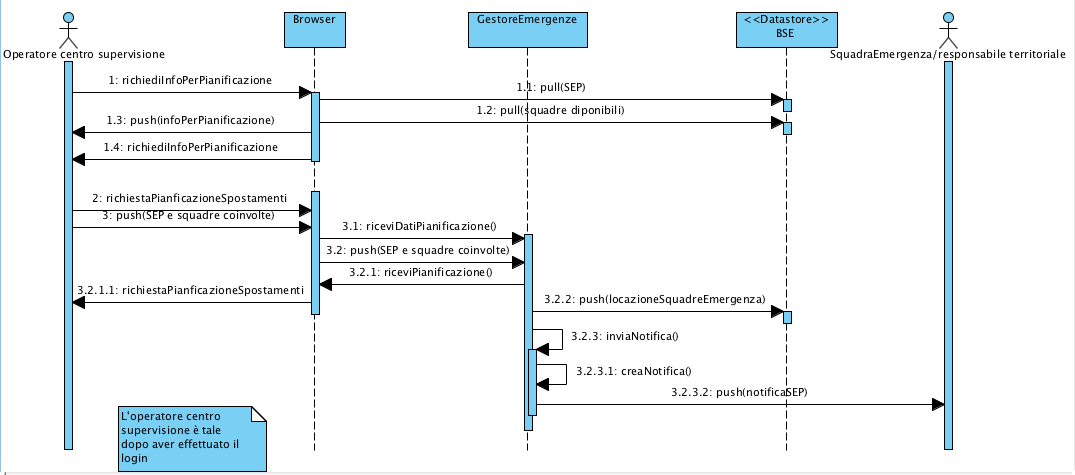 Browser
GestoreEmergenze
<<Datastore>>
BSE
Operatore centro supervisione
SquadraEmergenza/responsabile territoriale
1: richiediInfoPerPianificazione
1.1: pull(SEP)
1.2: pull(squadre diponibili)
1.3: push(infoPerPianificazione)
1.4: richiediInfoPerPianificazione
2: richiestaPianficazioneSpostamenti
3: push(SEP e squadre coinvolte)
3.1: riceviDatiPianificazione()
3.2: push(SEP e squadre coinvolte)
3.2.1: riceviPianificazione()
3.2.1.1: richiestaPianficazioneSpostamenti
3.2.2: push(locazioneSquadreEmergenza)
3.2.3: inviaNotifica()
3.2.3.1: creaNotifica()
3.2.3.2: push(notificaSEP)
L'operatore centro
supervisione è tale
dopo aver effettuato il
login